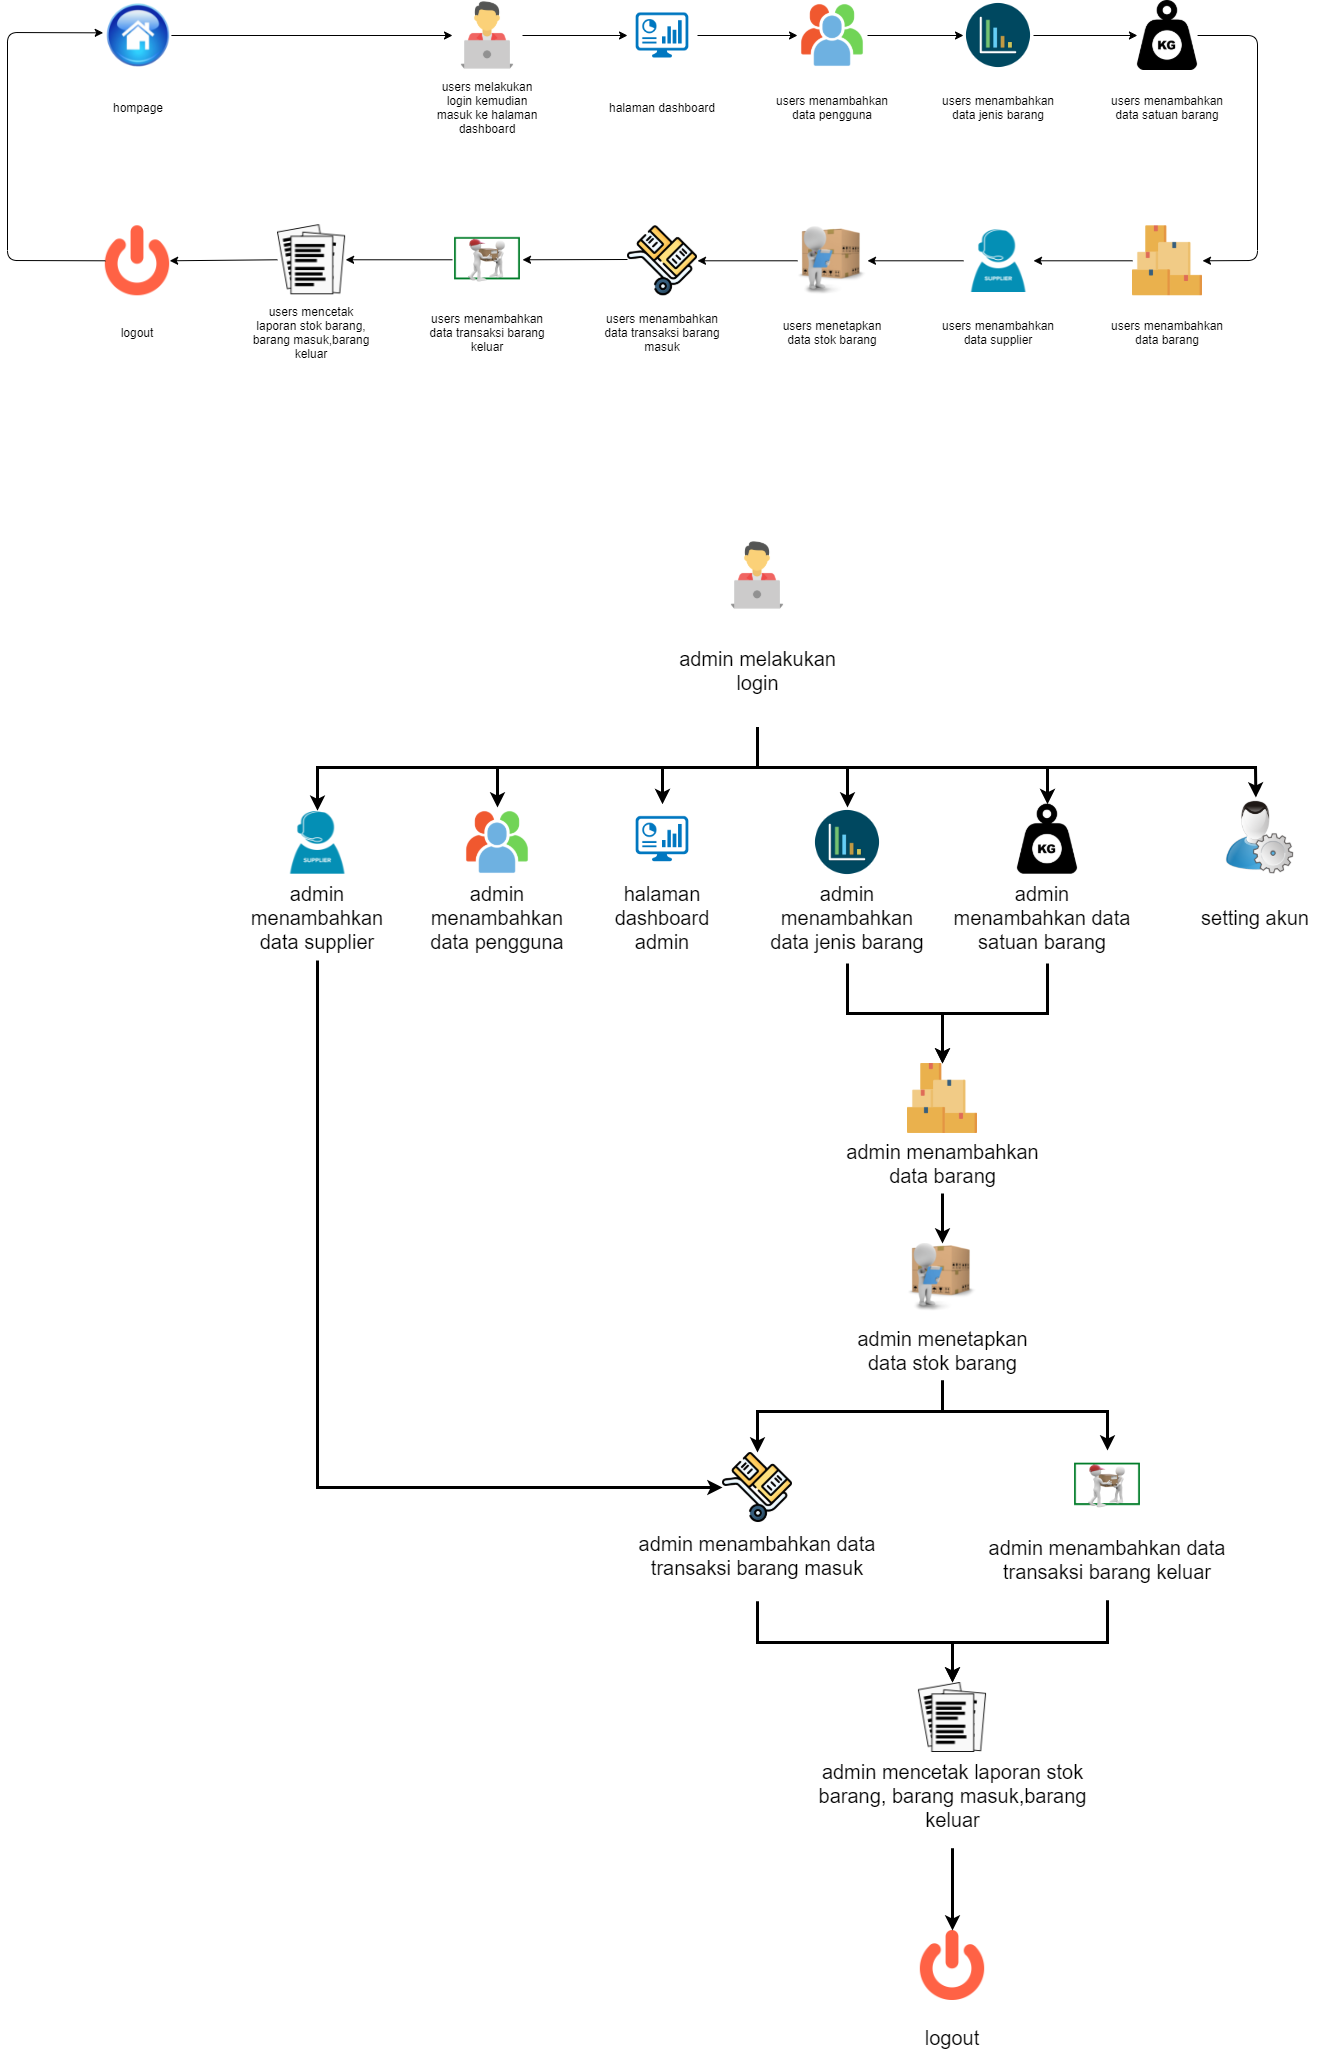 KG
hompage
users melakukan
login kemudian
masuk ke halaman
dashboard
halaman dashboard
users menambahkan
data pengguna
users menambahkan
data jenis barang
users menambahkan
data satuan barang
SUPPLIER
logout
users mencetak
laporan stok barang,
barang masuk,barang
keluar
users menambahkan
data transaksi barang
keluar
users menambahkan
data transaksi barang
masuk
users menetapkan
data stok barang
users menambahkan
data supplier
users menambahkan
data barang
admin melakukan
login
SUPPLIER
KG
admin
menambahkan
data supplier
admin
menambahkan
data pengguna
halaman
dashboard
admin
admin
menambahkan
data jenis barang
admin
menambahkan data
satuan barang
setting akun
admin menambahkan
data barang
admin menetapkan
data stok barang
admin menambahkan data
transaksi barang masuk
admin menambahkan data
transaksi barang keluar
admin mencetak laporan stok
barang, barang masuk,barang
keluar
logout